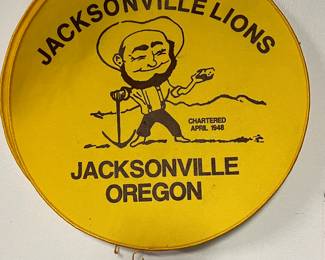 JACKSONVILLE LIONS
CHARTERED
APRIL 1948
JACKSONVILLE
OREGON